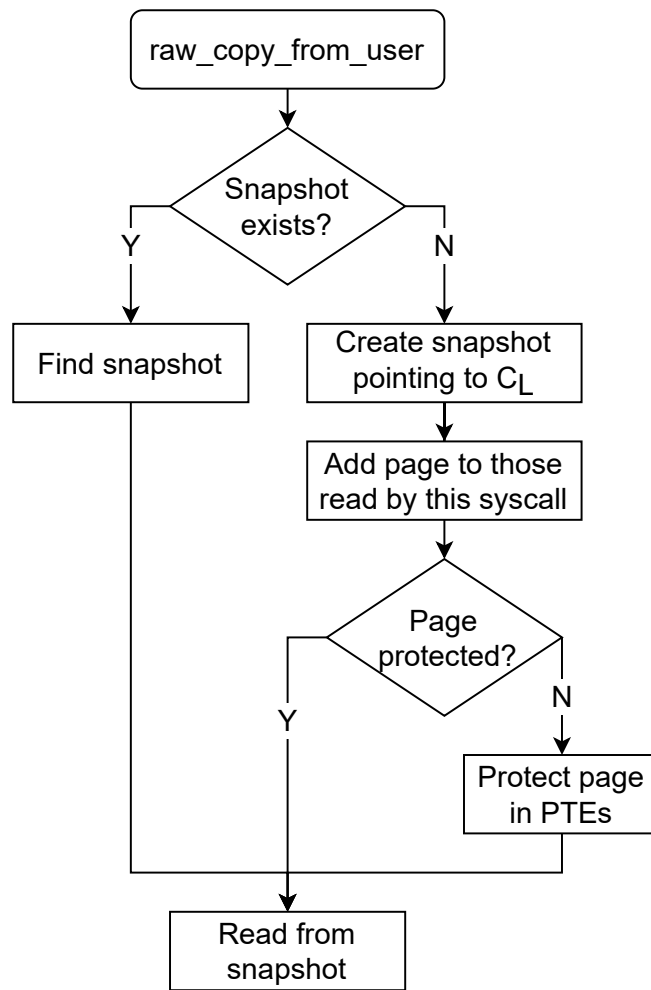 raw_copy_from_user
Snapshot
exists?
Y
N
Find snapshot
Create snapshot
pointing to CL
Add page to those
read by this syscall
Page
protected?
Y
N
Protect page
in PTEs
Read from
snapshot